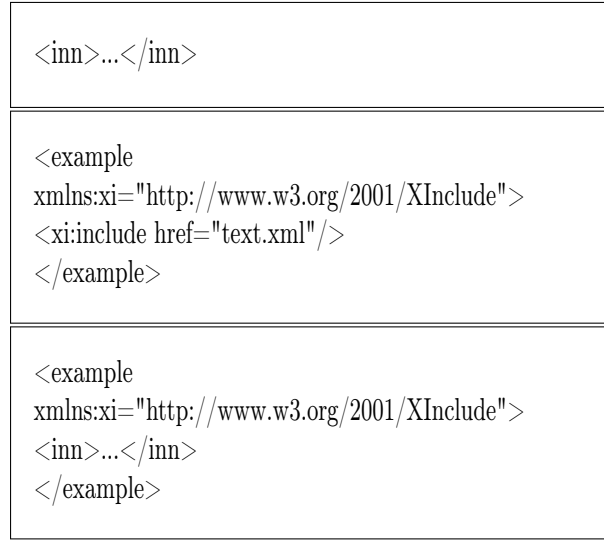 <inn>...</inn>
<example
xmlns:xi="http://www.w3.org/2001/XInclude">
<xi:include href="text.xml"/>
</example>
<example
xmlns:xi="http://www.w3.org/2001/XInclude">
<inn>...</inn>
</example>